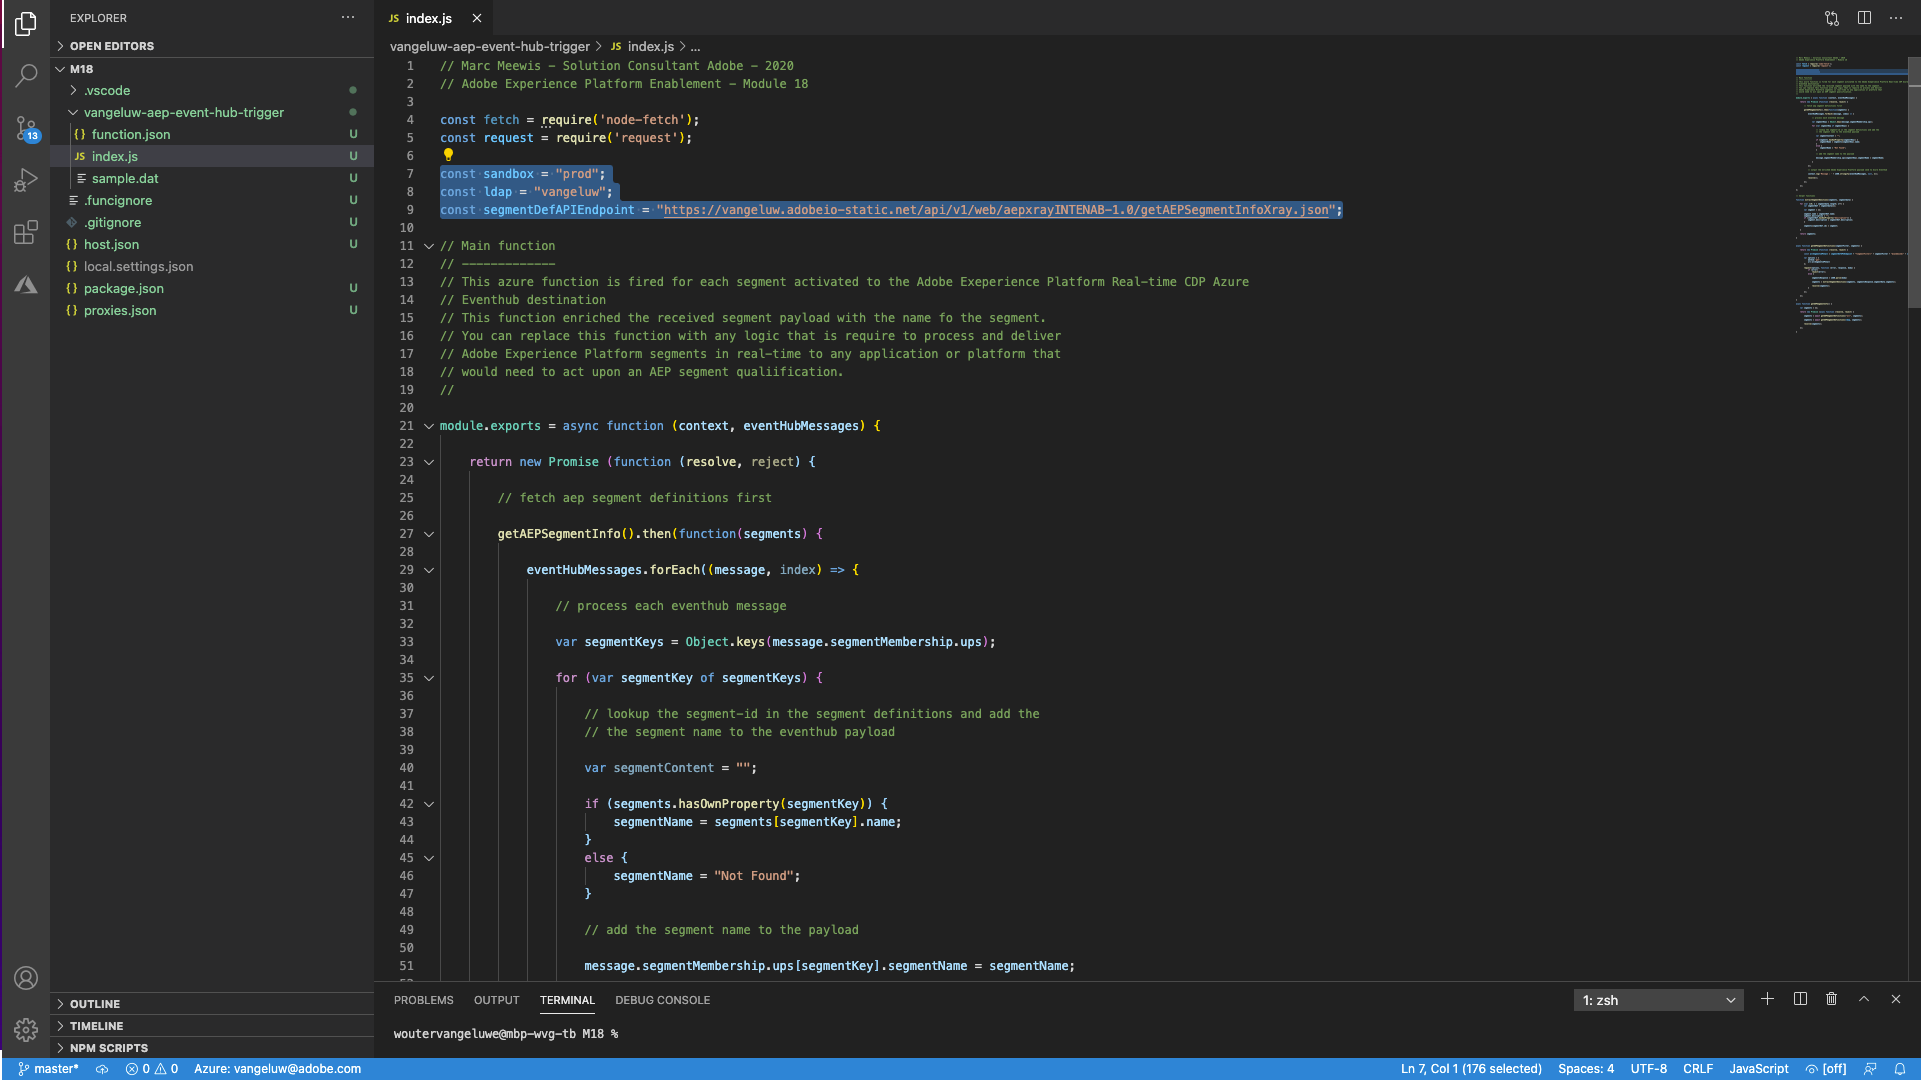 EXPLORER
OPEN EDITORS
M18
.vscode
vangeluw-aep-event-hub-trigger
{} function.json U
JS index.js U
sample.dat U
.funcignore U
.gitignore U
{} host.json U
{} local.settings.json
{} package.json U
{} proxies.json U
13
OUTLINE
TIMELINE
NPM SCRIPTS
JS index.js
vangeluw-aep-event-hub-trigger > JS index.js > ...
1 // Marc Meewis - Solution Consultant Adobe - 2020
2 // Adobe Experience Platform Enablement - Module 18
3
4 const fetch = require('node-fetch');
5 const request = require('request');
6
7 const sandbox = "prod";
8 const ldap = "vangeluw";
9 const segmentDefAPIEndpoint = "https://vangeluw.adobeio-static.net/api/v1/web/aepxrayINTENAB-1.0/getAEPSegmentInfoXray.json";
10
11 // Main function
12 // -------------
13 // This azure function is fired for each segment activated to the Adobe Exeperience Platform Real-time CDP Azure
14 // Eventhub destination
15 // This function enriched the received segment payload with the name fo the segment.
16 // You can replace this function with any logic that is require to process and deliver
17 // Adobe Experience Platform segments in real-time to any application or platform that
18 // would need to act upon an AEP segment qualiification.
19 //
20
21 module.exports = async function (context, eventHubMessages) {
22
23 return new Promise (function (resolve, reject) {
24
25 // fetch aep segment definitions first
26
27 getAEPSegmentInfo().then(function(segments) {
28
29 eventHubMessages.forEach((message, index) => {
30
31 // process each eventhub message
32
33 var segmentKeys = Object.keys(message.segmentMembership.ups);
34
35 for (var segmentKey of segmentKeys) {
36
37 // lookup the segment-id in the segment definitions and add the
38 // the segment name to the eventhub payload
39
40 var segmentContent = "";
41
42 if (segments.hasOwnProperty(segmentKey)) {
43 segmentName = segments[segmentKey].name;
44 }
45 else {
46 segmentName = "Not Found";
47 }
48
49 // add the segment name to the payload
50
51 message.segmentMembership.ups[segmentKey].segmentName = segmentName;
PROBLEMS OUTPUT TERMINAL DEBUG CONSOLE 1: zsh
woutervangeluwe@mbp-wvg-tb M18 %
master* 0 0 Azure: vangeluw@adobe.com Ln 7, Col 1 (176 selected) Spaces: 4 UTF-8 CRLF JavaScript [off]